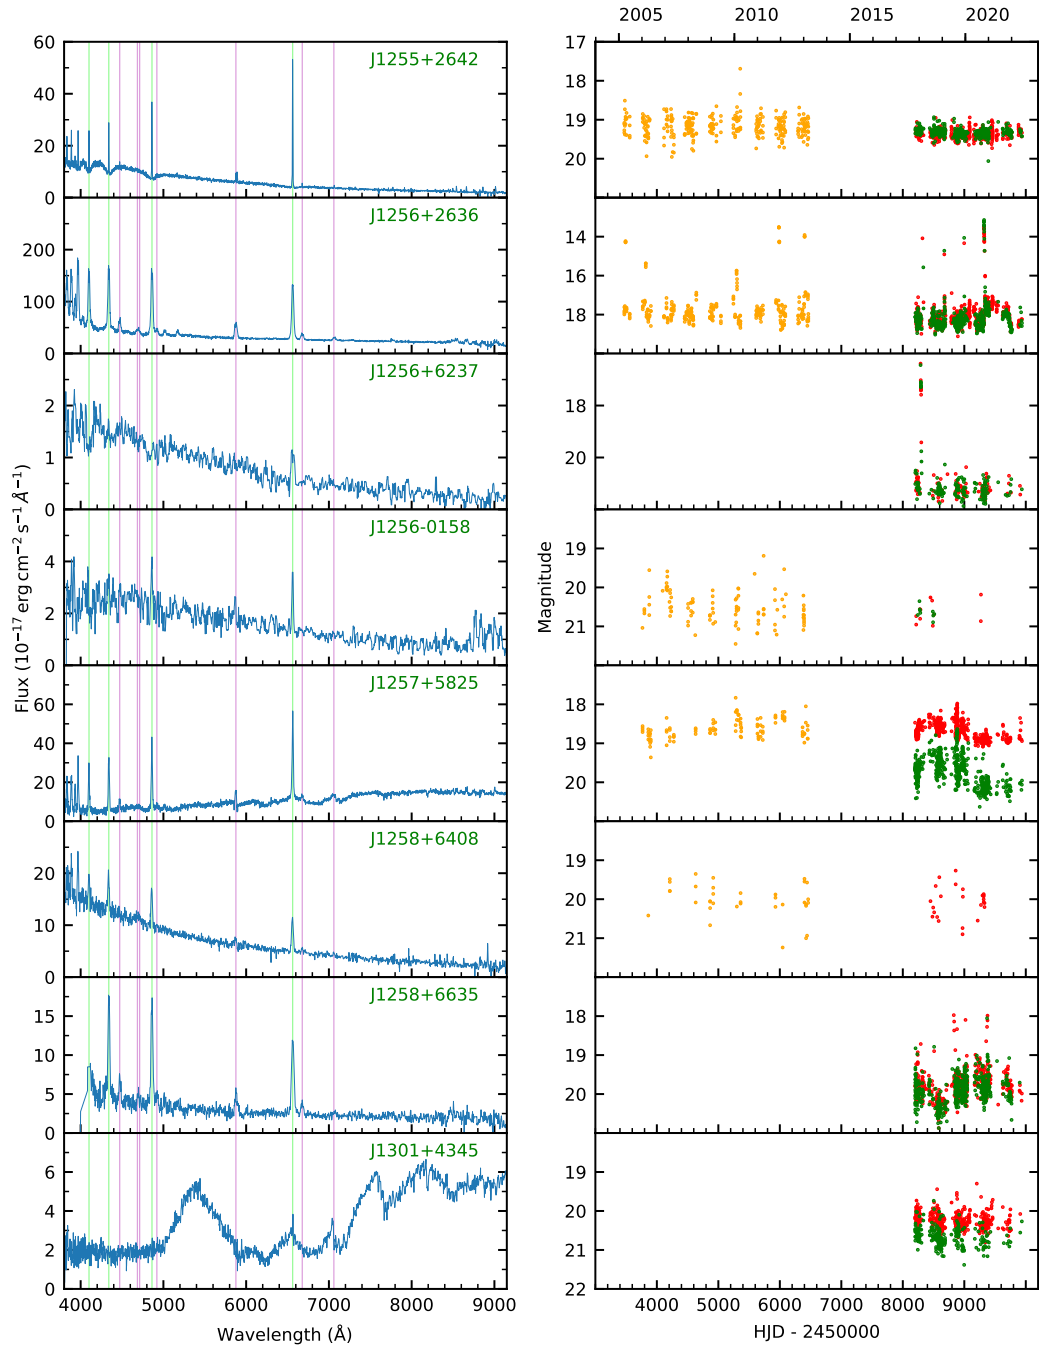 2005 2010 2015 2020
60 J1255+2642 17
40 18
20 19
0 20
J1256+2636
200 14
100 16
0 18
J1256+6237
2 18
1 20
0
J1256-0158
4 19
2 20
0 21
J1257+5825
60 18
40 19
20 20
0
J1258+6408
20 19
10 20
0 21
J1258+6635
15 18
10 19
5 20
0
J1301+4345
6 19
4 20
2 21
0 22
4000 5000 6000 7000 8000 9000
4000 5000 6000 7000 8000 9000
Wavelength (Å)
HJD - 2450000
Flux (10⁻¹⁷ erg cm⁻² s⁻¹ Å⁻¹)
Magnitude